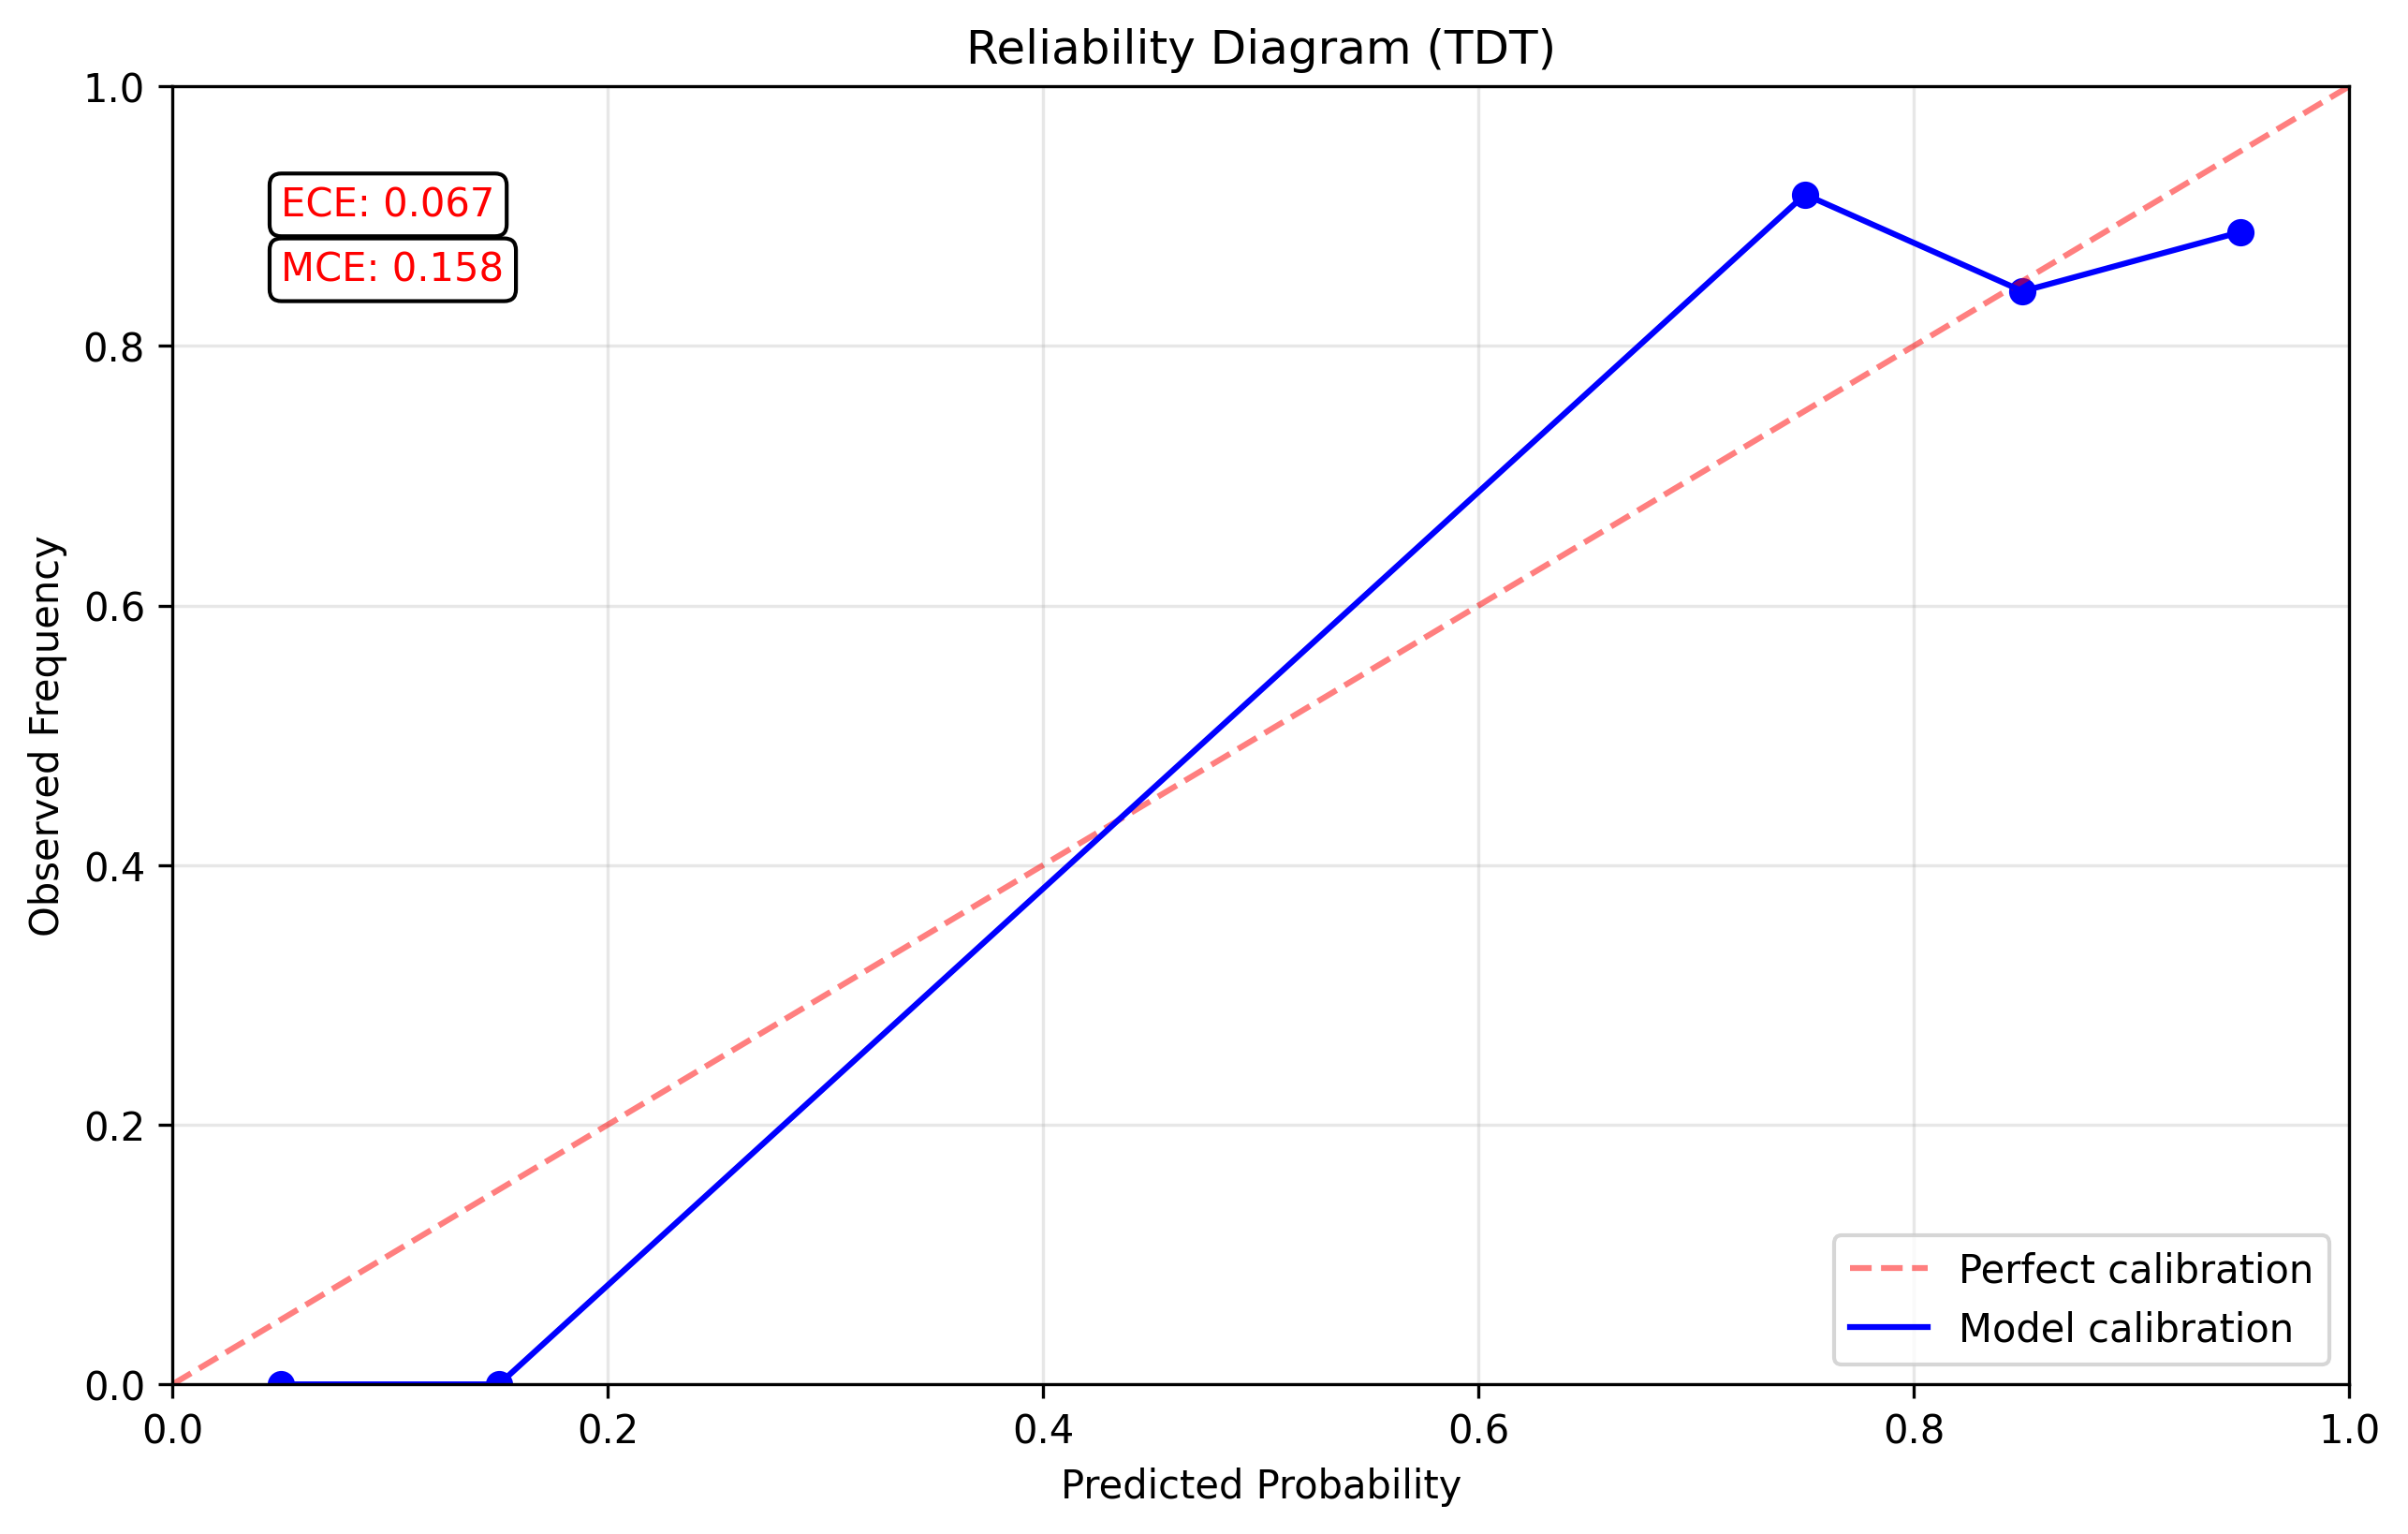 Reliability Diagram (TDT)
1.0
0.8
0.6
0.4
0.2
0.0
Observed Frequency
ECE: 0.067
MCE: 0.158
Perfect calibration
Model calibration
0.0
0.2
0.4
0.6
0.8
1.0
Predicted Probability